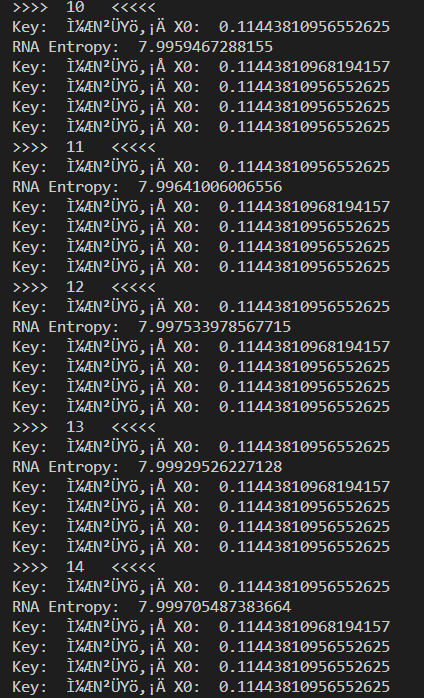 >>>>  10   <<<<<
Key:  Ì¼ÆN²ÜYö‚¡Ä X0:  0.11443810956552625
RNA Entropy:  7.9959467288155
Key:  Ì¼ÆN²ÜYö‚¡Å X0:  0.11443810968194157
Key:  Ì¼ÆN²ÜYö‚¡Ä X0:  0.11443810956552625
Key:  Ì¼ÆN²ÜYö‚¡Ä X0:  0.11443810956552625
Key:  Ì¼ÆN²ÜYö‚¡Ä X0:  0.11443810956552625
>>>>  11   <<<<<
Key:  Ì¼ÆN²ÜYö‚¡Ä X0:  0.11443810956552625
RNA Entropy:  7.99641006006556
Key:  Ì¼ÆN²ÜYö‚¡Å X0:  0.11443810968194157
Key:  Ì¼ÆN²ÜYö‚¡Ä X0:  0.11443810956552625
Key:  Ì¼ÆN²ÜYö‚¡Ä X0:  0.11443810956552625
Key:  Ì¼ÆN²ÜYö‚¡Ä X0:  0.11443810956552625
>>>>  12   <<<<<
Key:  Ì¼ÆN²ÜYö‚¡Ä X0:  0.11443810956552625
RNA Entropy:  7.997533978567715
Key:  Ì¼ÆN²ÜYö‚¡Å X0:  0.11443810968194157
Key:  Ì¼ÆN²ÜYö‚¡Ä X0:  0.11443810956552625
Key:  Ì¼ÆN²ÜYö‚¡Ä X0:  0.11443810956552625
Key:  Ì¼ÆN²ÜYö‚¡Ä X0:  0.11443810956552625
>>>>  13   <<<<<
Key:  Ì¼ÆN²ÜYö‚¡Ä X0:  0.11443810956552625
RNA Entropy:  7.99929526227128
Key:  Ì¼ÆN²ÜYö‚¡Å X0:  0.11443810968194157
Key:  Ì¼ÆN²ÜYö‚¡Ä X0:  0.11443810956552625
Key:  Ì¼ÆN²ÜYö‚¡Ä X0:  0.11443810956552625
Key:  Ì¼ÆN²ÜYö‚¡Ä X0:  0.11443810956552625
>>>>  14   <<<<<
Key:  Ì¼ÆN²ÜYö‚¡Ä X0:  0.11443810956552625
RNA Entropy:  7.999705487383664
Key:  Ì¼ÆN²ÜYö‚¡Å X0:  0.11443810968194157
Key:  Ì¼ÆN²ÜYö‚¡Ä X0:  0.11443810956552625
Key:  Ì¼ÆN²ÜYö‚¡Ä X0:  0.11443810956552625
Key:  Ì¼ÆN²ÜYö‚¡Ä X0:  0.11443810956552625